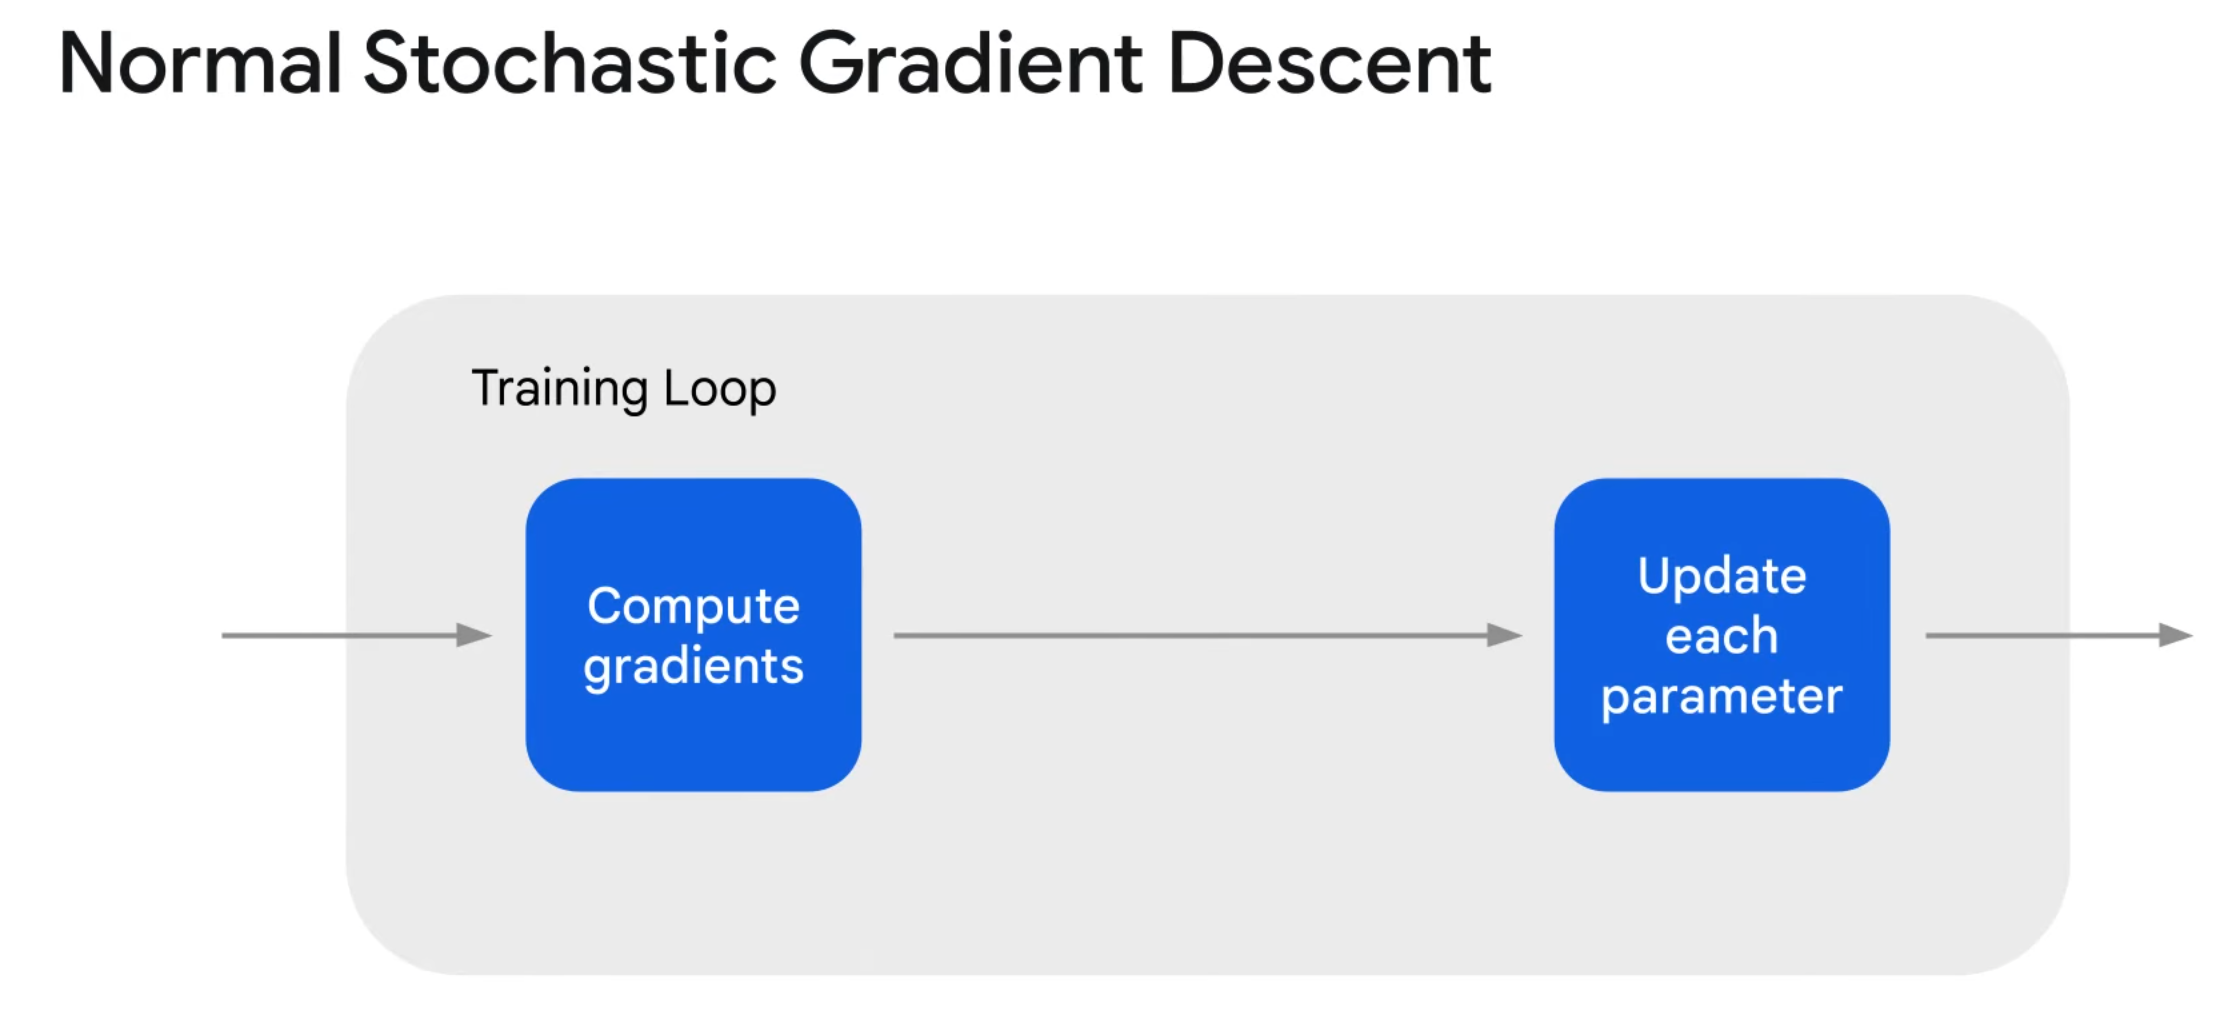 Normal Stochastic Gradient Descent
Training Loop
Compute
gradients
Update
each
parameter